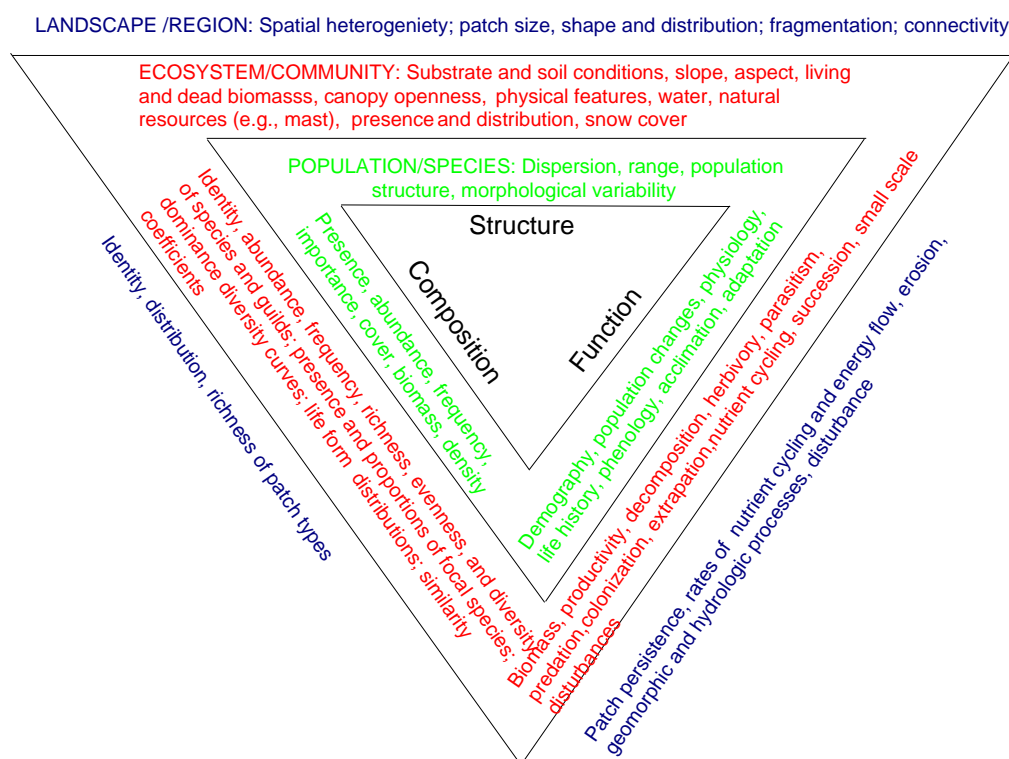 LANDSCAPE /REGION: Spatial heterogeniety; patch size, shape and distribution; fragmentation; connectivity
ECOSYSTEM/COMMUNITY: Substrate and soil conditions, slope, aspect, living
and dead biomasss, canopy openness, physical features, water, natural
resources (e.g., mast), presence and distribution, snow cover
POPULATION/SPECIES: Dispersion, range, population
structure, morphological variability
Structure
Composition
Function
Presence, abundance, frequency,
importance, cover, biomass, density
Demography, population changes, physiology,
life history, phenology, acclimation, adaptation
Identity, abundance, frequency, richness, evenness, and diversity
of species and guilds; presence and proportions of focal species;
dominance diversity curves; life form distributions; similarity
coefficients
Biomass, productivity, decomposition, herbivory, parasitism,
predation,colonization, extrapation,nutrient cycling, succession, small scale
disturbances
Identity, distribution, richness of patch types
Patch persistence, rates of nutrient cycling and energy flow, erosion,
geomorphic and hydrologic processes, disturbance